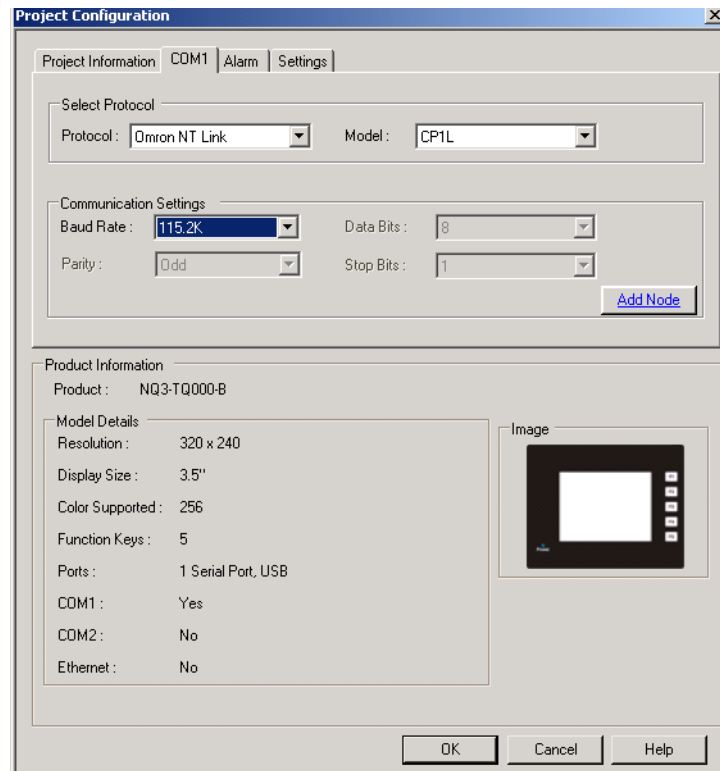 Project Configuration
Project Information COM1 Alarm Settings
Select Protocol
Protocol : Omron NT Link Model : CP1L
Communication Settings
Baud Rate : 115.2K Data Bits : 8
Parity : Odd Stop Bits : 1
Add Node
Product Information
Product : NQ3-TQ000-B
Model Details
Image
Resolution : 320 x 240
Display Size : 3.5''
Color Supported : 256
Function Keys : 5
Ports : 1 Serial Port, USB
COM1 : Yes
COM2 : No
Ethernet : No
OK Cancel Help